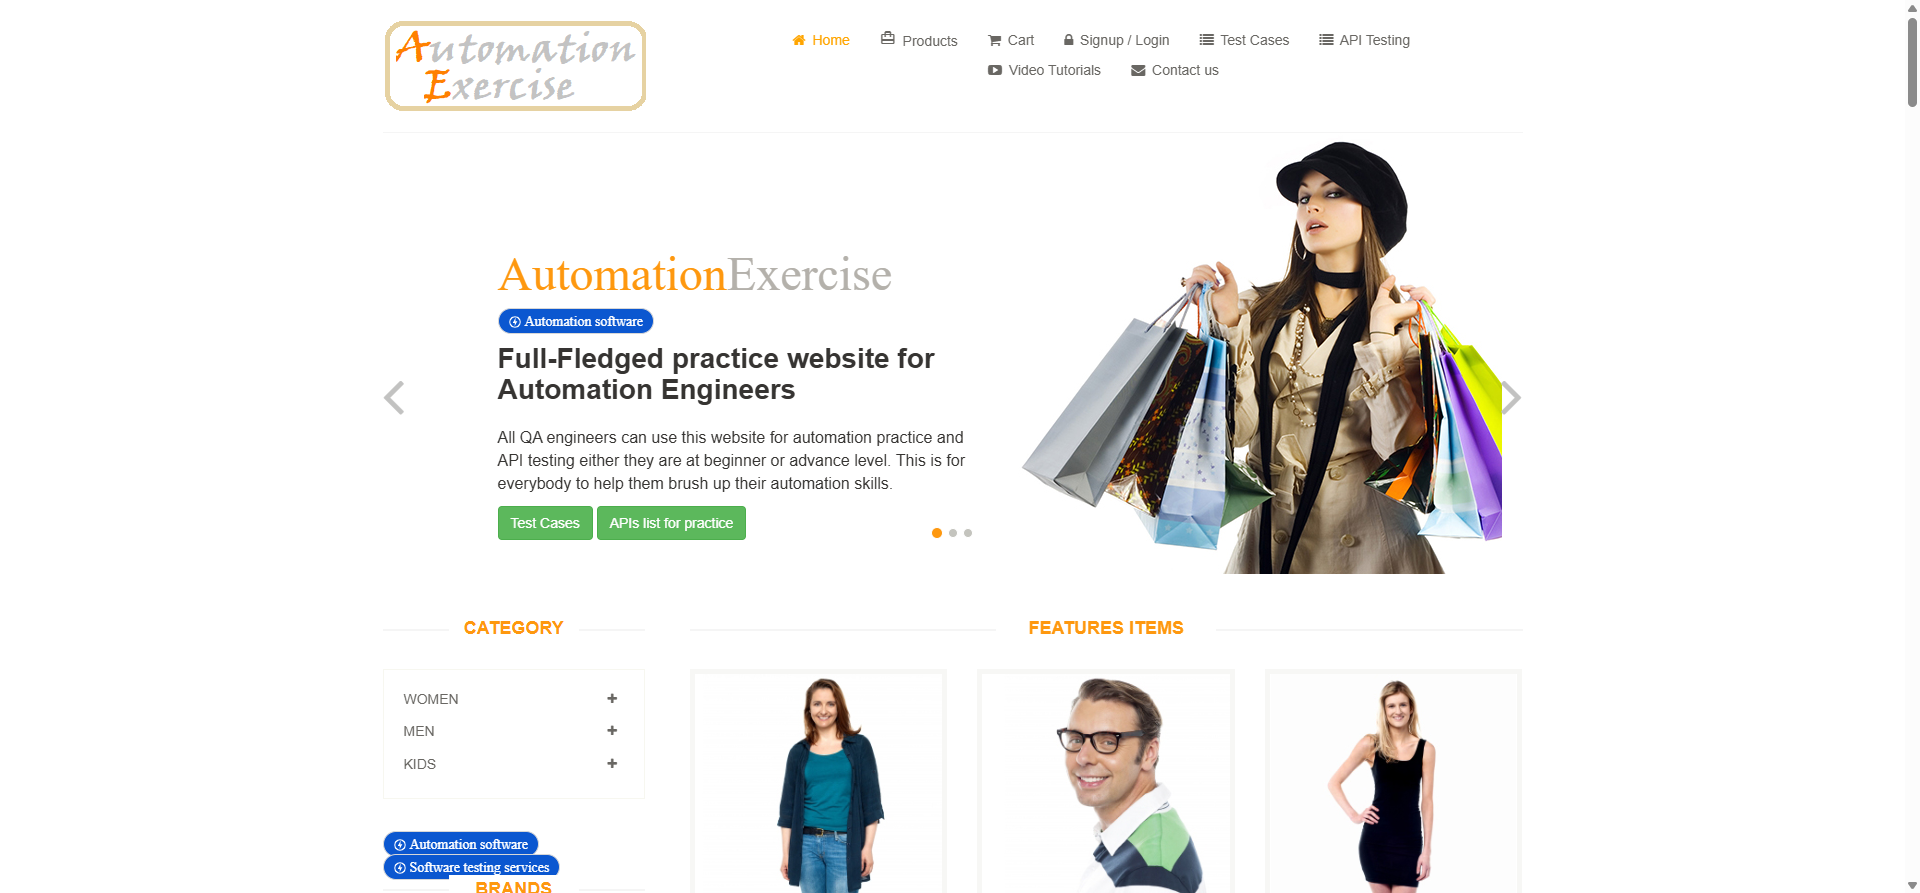 Automation
Exercise
Home
Products
Cart
Signup / Login
Test Cases
API Testing
Video Tutorials
Contact us
AutomationExercise
Automation software
Full-Fledged practice website for
Automation Engineers
All QA engineers can use this website for automation practice and
API testing either they are at beginner or advance level. This is for
everybody to help them brush up their automation skills.
Test Cases
APIs list for practice
CATEGORY
WOMEN
MEN
KIDS
Automation software
Software testing services
BRANDS
FEATURES ITEMS